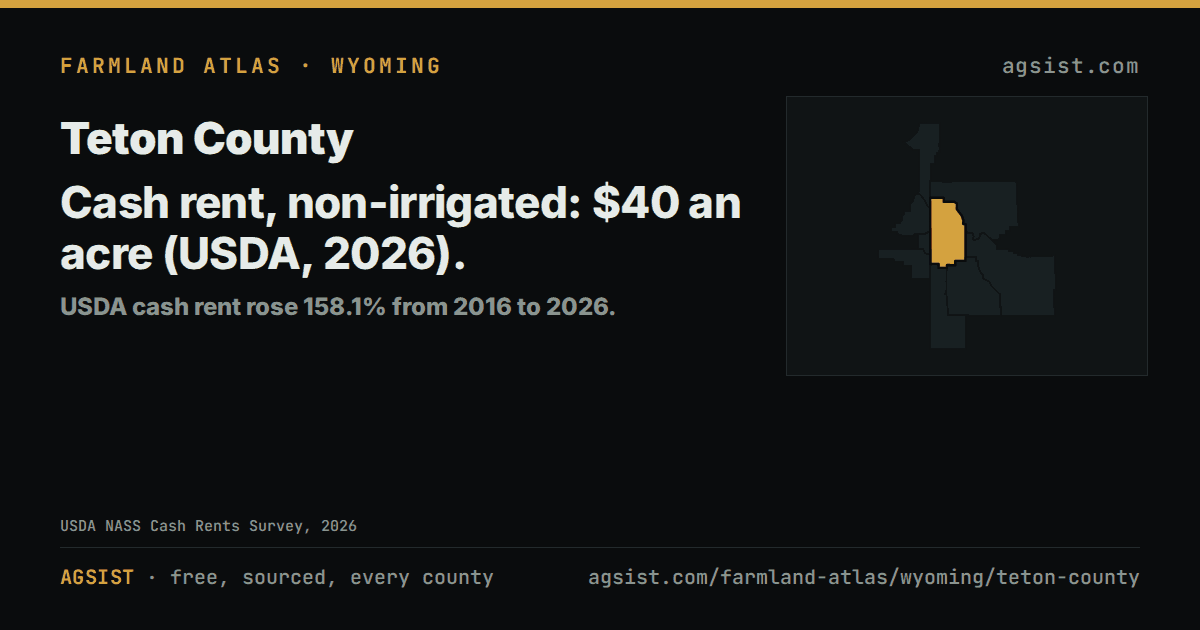 FARMLAND ATLAS · WYOMING
agsist.com
Teton County
Cash rent, non-irrigated: $40 an
acre (USDA, 2026).
USDA cash rent rose 158.1% from 2016 to 2026.
USDA NASS Cash Rents Survey, 2026
AGSIST · free, sourced, every county
agsist.com/farmland-atlas/wyoming/teton-county